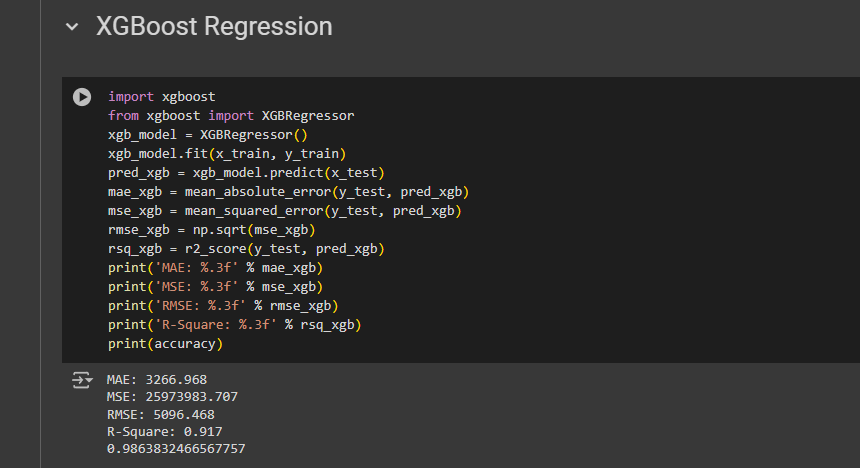 XGBoost Regression
import xgboost
from xgboost import XGBRegressor
xgb_model = XGBRegressor()
xgb_model.fit(x_train, y_train)
pred_xgb = xgb_model.predict(x_test)
mae_xgb = mean_absolute_error(y_test, pred_xgb)
mse_xgb = mean_squared_error(y_test, pred_xgb)
rmse_xgb = np.sqrt(mse_xgb)
rsq_xgb = r2_score(y_test, pred_xgb)
print('MAE: %.3f' % mae_xgb)
print('MSE: %.3f' % mse_xgb)
print('RMSE: %.3f' % rmse_xgb)
print('R-Square: %.3f' % rsq_xgb)
print(accuracy)
MAE: 3266.968
MSE: 25973983.707
RMSE: 5096.468
R-Square: 0.917
0.9863832466567757